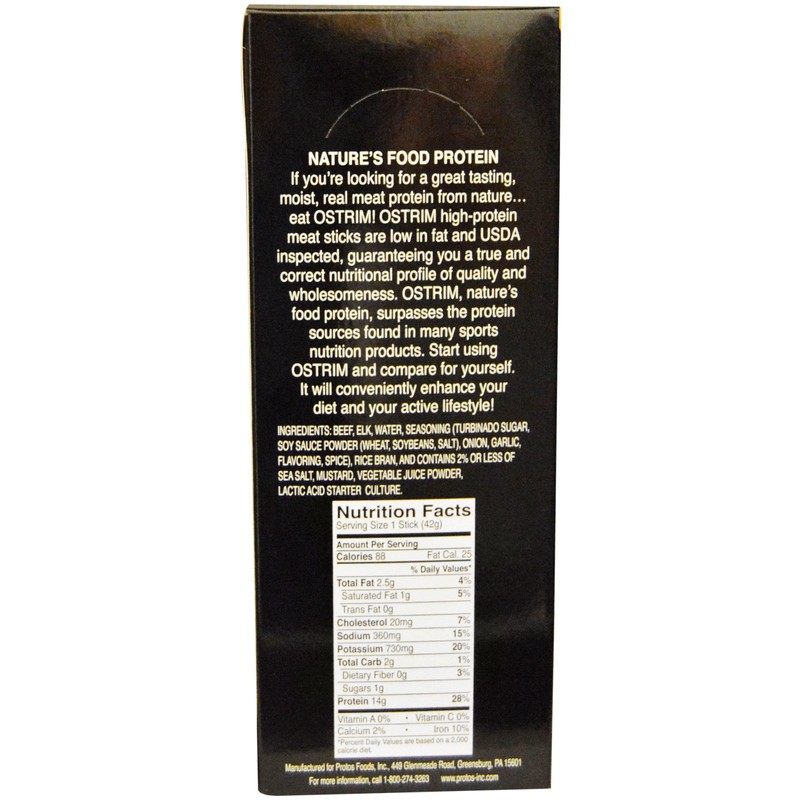 NATURE'S FOOD PROTEIN
If you're looking for a great tasting,
moist, real meat protein from nature...
eat OSTRIM! OSTRIM high-protein
meat sticks are low in fat and USDA
inspected, guaranteeing you a true and
correct nutritional profile of quality and
wholesomeness. OSTRIM, nature's
food protein, surpasses the protein
sources found in many sports
nutrition products. Start using
OSTRIM and compare for yourself.
It will conveniently enhance your
diet and your active lifestyle!
INGREDIENTS: BEEF, ELK, WATER, SEASONING (TURBINADO SUGAR,
SOY SAUCE POWDER (WHEAT, SOYBEANS, SALT), ONION, GARLIC,
FLAVORING, SPICE), RICE BRAN, AND CONTAINS 2% OR LESS OF
SEA SALT, MUSTARD, VEGETABLE JUICE POWDER,
LACTIC ACID STARTER CULTURE.
Nutrition Facts
Serving Size 1 Stick (42g)
Amount Per Serving
Calories 88 Fat Cal. 25
% Daily Values*
Total Fat 2.5g 4%
Saturated Fat 1g 5%
Trans Fat 0g
Cholesterol 20mg 7%
Sodium 360mg 15%
Potassium 730mg 20%
Total Carb 2g 1%
Dietary Fiber 0g 3%
Sugars 1g
Protein 14g 28%
Vitamin A 0% • Vitamin C 0%
Calcium 2% • Iron 10%
*Percent Daily Values are based on a 2,000
calorie diet.
Manufactured for Protos Foods, Inc., 449 Glenmeade Road, Greensburg, PA 15601
For more information, call 1-800-274-3263 www.protos-inc.com